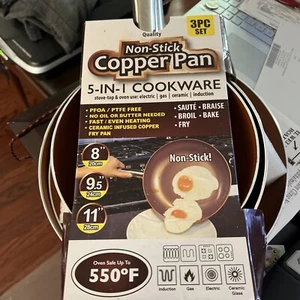 Quality
3PC
SET
Non-Stick
Copper Pan
5-IN-1 COOKWARE
stove-top & oven use: electric | gas | ceramic | induction
• PFOA / PTFE FREE
• NO OIL OR BUTTER NEEDED
• FAST / EVEN HEATING
• CERAMIC INFUSED COPPER
FRY PAN
• SAUTÉ • BRAISE
• BROIL • BAKE
• FRY
8"
20cm
9.5"
24cm
11"
28cm
Non-Stick!
Oven Safe Up To
550°F
Induction
Gas
Electric
Ceramic
Glass